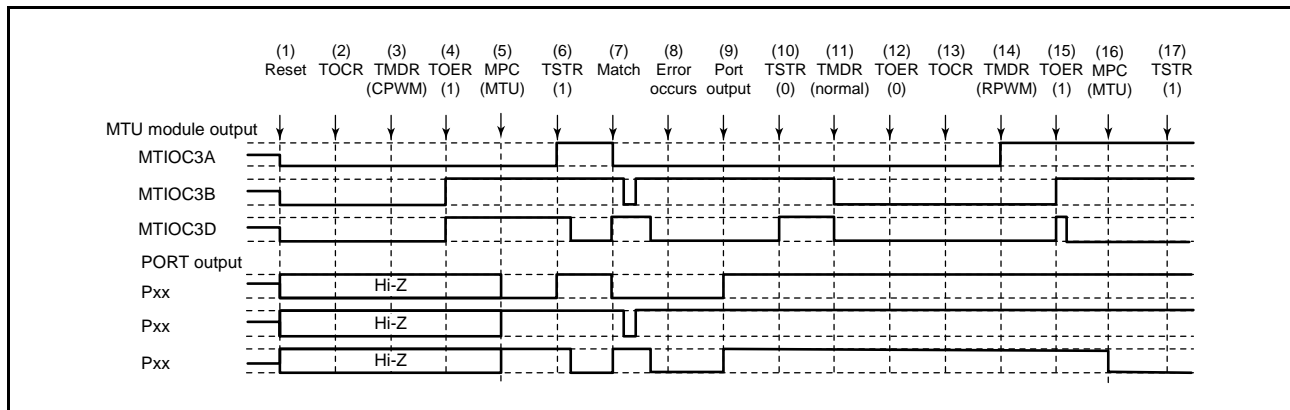 (1) (2) (3) (4) (5) (6) (7) (8) (9) (10) (11) (12) (13) (14) (15) (16) (17)
Reset TOCR TMDR TOER MPC TSTR Match Error Port TSTR TMDR TOER TOCR TMDR TOER MPC TSTR
(CPWM) (1) (MTU) (1) occurs output (0) (normal) (0) (RPWM) (1) (MTU) (1)
MTU module output
MTIOC3A
MTIOC3B
MTIOC3D
PORT output
Pxx Hi-Z
Pxx Hi-Z
Pxx Hi-Z